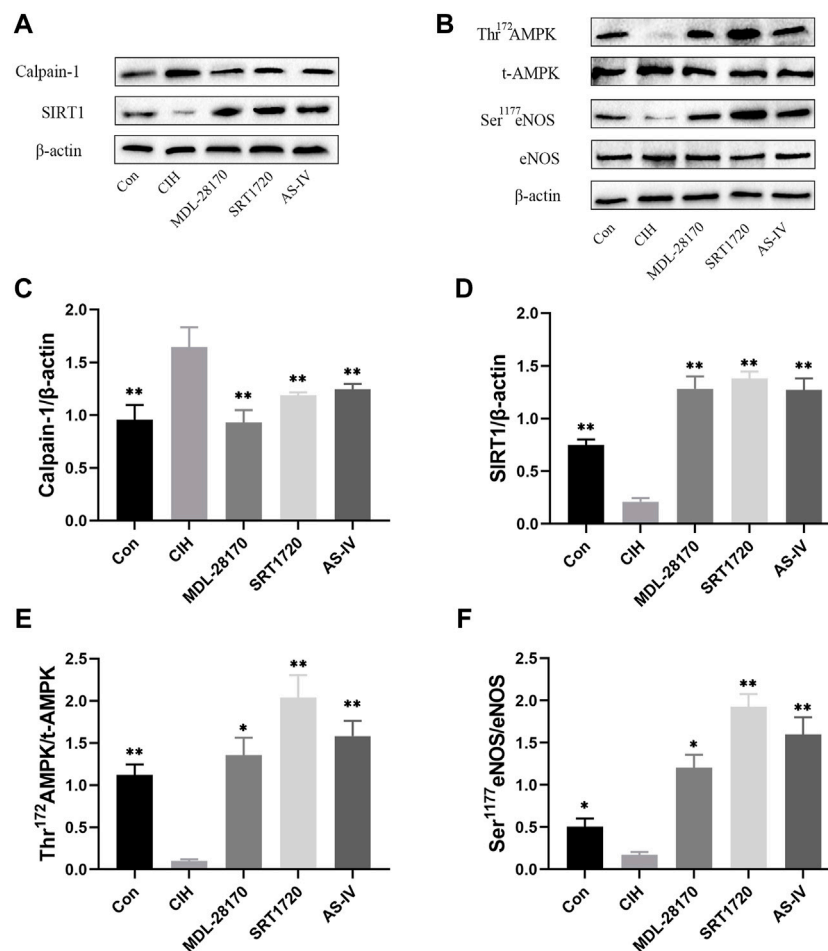 A
Calpain-1
SIRT1
β-actin
Con
CIH
MDL-28170
SRT1720
AS-IV
B
Thr¹⁷²AMPK
t-AMPK
Ser¹¹⁷⁷eNOS
eNOS
β-actin
Con
CIH
MDL-28170
SRT1720
AS-IV
C
Calpain-1/β-actin
2.0
1.5
1.0
0.5
0.0
**
**
**
**
Con
CIH
MDL-28170
SRT1720
AS-IV
D
SIRT1/β-actin
2.0
1.5
1.0
0.5
0.0
**
**
**
**
Con
CIH
MDL-28170
SRT1720
AS-IV
E
Thr¹⁷²AMPK/t-AMPK
2.5
2.0
1.5
1.0
0.5
0.0
**
*
**
**
Con
CIH
MDL-28170
SRT1720
AS-IV
F
Ser¹¹⁷⁷eNOS/eNOS
2.5
2.0
1.5
1.0
0.5
0.0
*
*
**
**
Con
CIH
MDL-28170
SRT1720
AS-IV